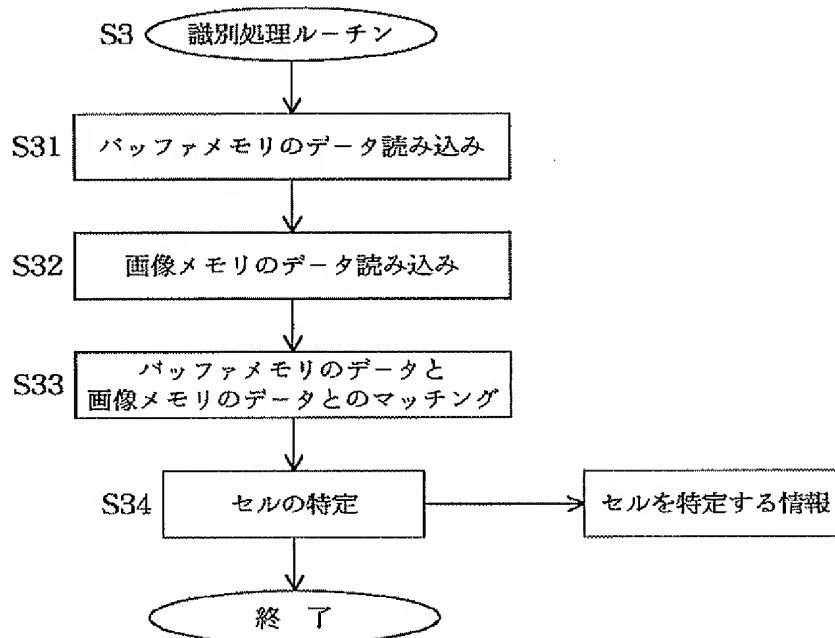 S3 識別処理ルーチン
S31 バッファメモリのデータ読み込み
S32 画像メモリのデータ読み込み
S33 バッファメモリのデータと
画像メモリのデータとのマッチング
S34 セルの特定
セルを特定する情報
終 了